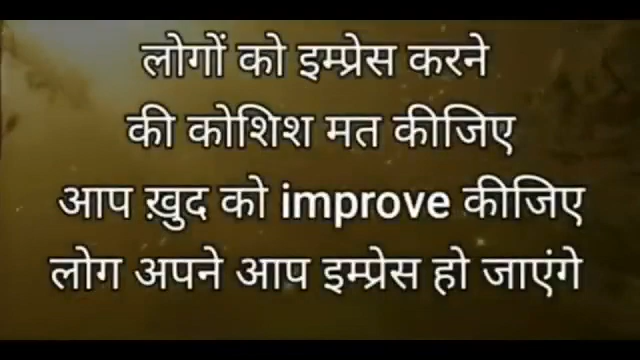 लोगों को इम्प्रेस करने
की कोशिश मत कीजिए
आप ख़ुद को improve कीजिए
लोग अपने आप इम्प्रेस हो जाएंगे